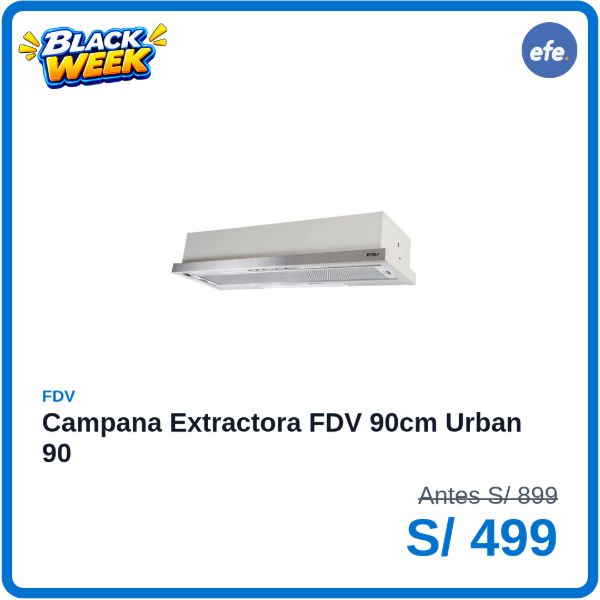 BLACK
WEEK
efe.
FDV
Campana Extractora FDV 90cm Urban
90
Antes S/ 899
S/ 499